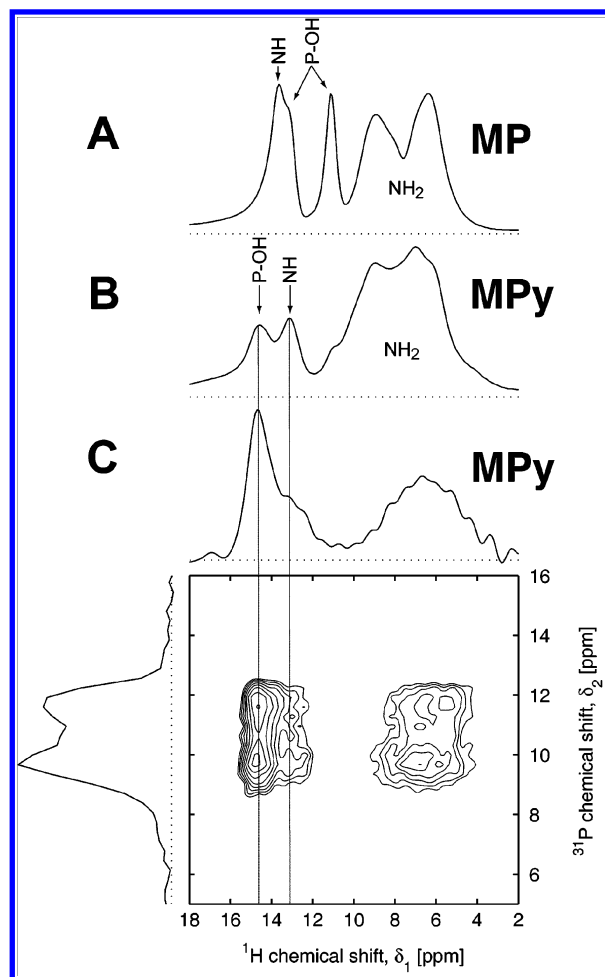 NH
P-OH
A
MP
NH₂
P-OH
NH
B
MPy
NH₂
C
MPy
16
14
12
10
8
6
³¹P chemical shift, δ₂ [ppm]
18 16 14 12 10 8 6 4 2
¹H chemical shift, δ₁ [ppm]